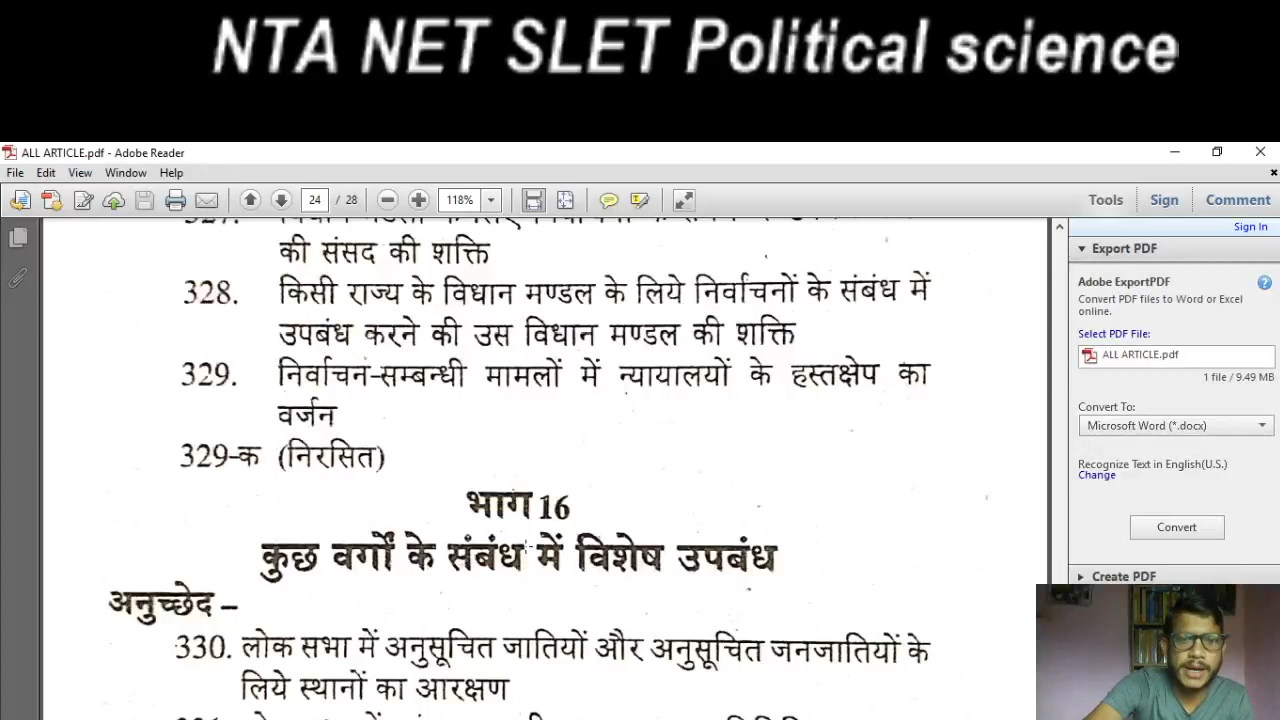 NTA NET SLET Political science
ALL ARTICLE.pdf - Adobe Reader
File Edit View Window Help
24 / 28 118% Tools Sign Comment
Sign In
की संसद की शक्ति
328. किसी राज्य के विधान मण्डल के लिये निर्वाचनों के संबंध में
उपबंध करने की उस विधान मण्डल की शक्ति
329. निर्वाचन-सम्बन्धी मामलों में न्यायालयों के हस्तक्षेप का
वर्जन
329-क (निरसित)
भाग 16
कुछ वर्गों के संबंध में विशेष उपबंध
अनुच्छेद –
330. लोक सभा में अनुसूचित जातियों और अनुसूचित जनजातियों के
लिये स्थानों का आरक्षण
Export PDF
Adobe ExportPDF
Convert PDF files to Word or Excel
online.
Select PDF File:
ALL ARTICLE.pdf
1 file / 9.49 MB
Convert To:
Microsoft Word (*.docx)
Recognize Text in English(U.S.)
Change
Convert
Create PDF